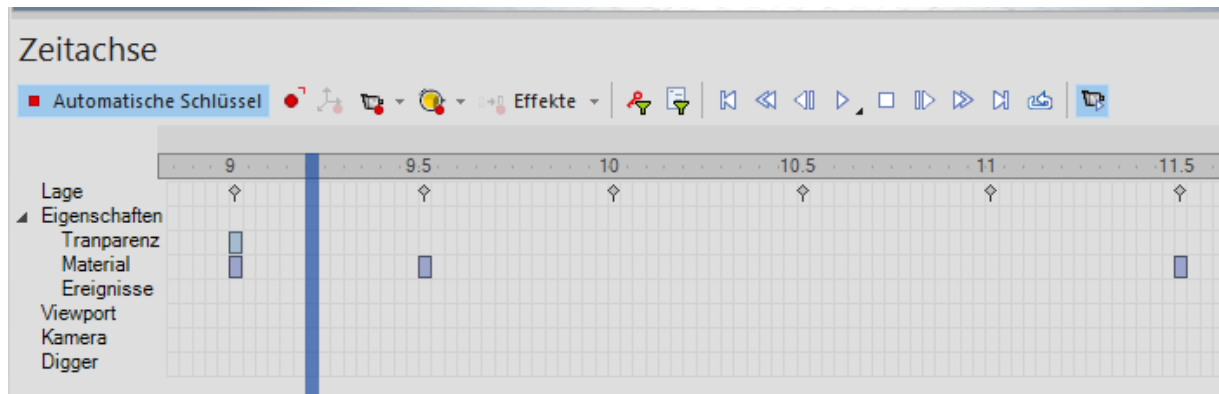 Zeitachse
Automatische Schlüssel Effekte
9 9.5 10 10.5 11 11.5
Lage
Eigenschaften
Tranparenz
Material
Ereignisse
Viewport
Kamera
Digger